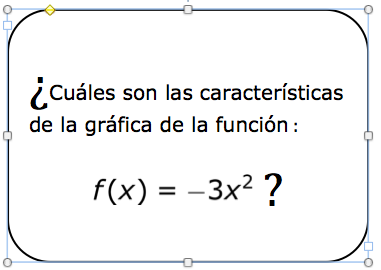 ¿Cuáles son las características
de la gráfica de la función:
f(x) = −3x² ?